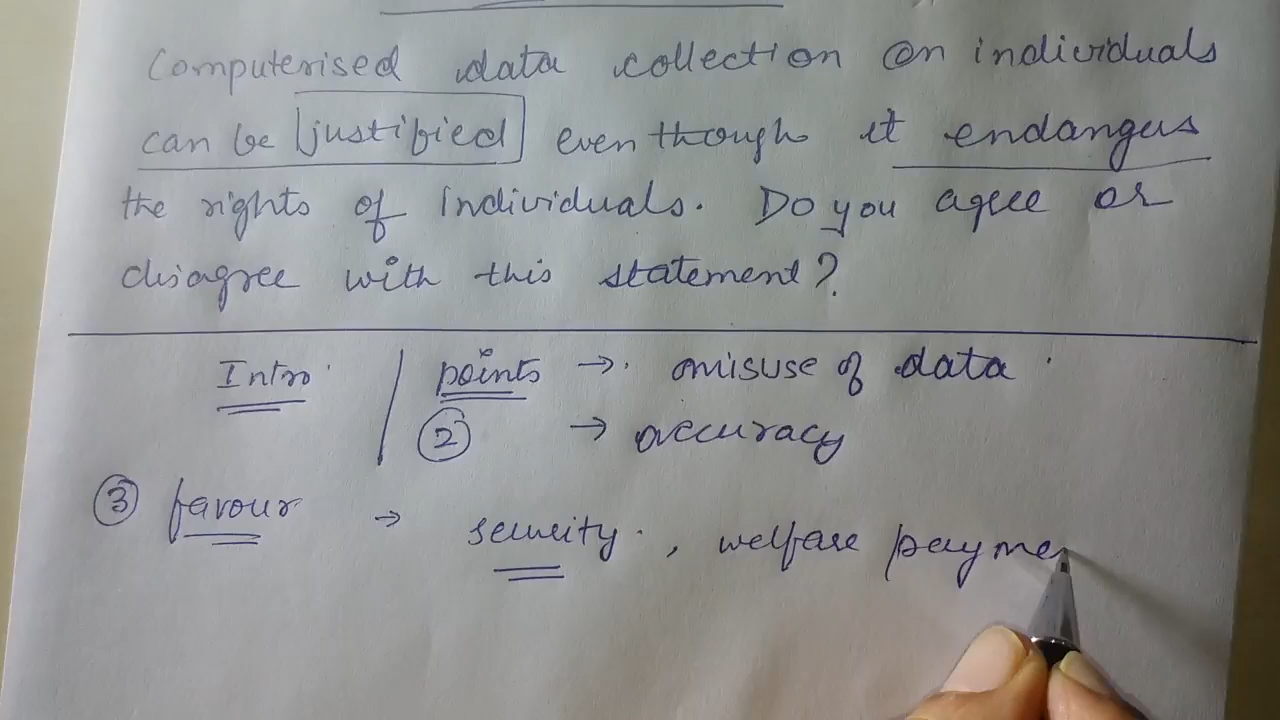 Computerised data collection on individuals
can be justified even though it endangers
the rights of individuals. Do you agree or
disagree with this statement?
Intro points → misuse of data
2 → accuracy
3 favour → security, welfare payme